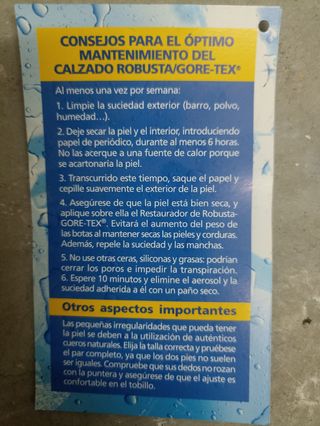 CONSEJOS PARA EL ÓPTIMO
MANTENIMIENTO DEL
CALZADO ROBUSTA/GORE-TEX®
Al menos una vez por semana:
1. Limpie la suciedad exterior (barro, polvo,
humedad...).
2. Deje secar la piel y el interior, introduciendo
papel de periódico, durante al menos 6 horas.
No las acerque a una fuente de calor porque
se acartonaría la piel.
3. Transcurrido este tiempo, saque el papel y
cepille suavemente el exterior de la piel.
4. Asegúrese de que la piel está bien seca, y
aplique sobre ella el Restaurador de Robusta-
GORE-TEX®. Evitará el aumento del peso de
las botas al mantener secas las pieles y corduras.
Además, repele la suciedad y las manchas.
5. No use otras ceras, siliconas y grasas: podrían
cerrar los poros e impedir la transpiración.
6. Espere 10 minutos y elimine el aerosol y la
suciedad adherida a él con un paño seco.
Otros aspectos importantes
Las pequeñas irregularidades que pueda tener
la piel se deben a la utilización de auténticos
cueros naturales. Elija la talla correcta y pruébese
el par completo, ya que los dos pies no suelen
ser iguales. Compruebe que sus dedos no rozan
con la puntera y asegúrese de que el ajuste es
confortable en el tobillo.